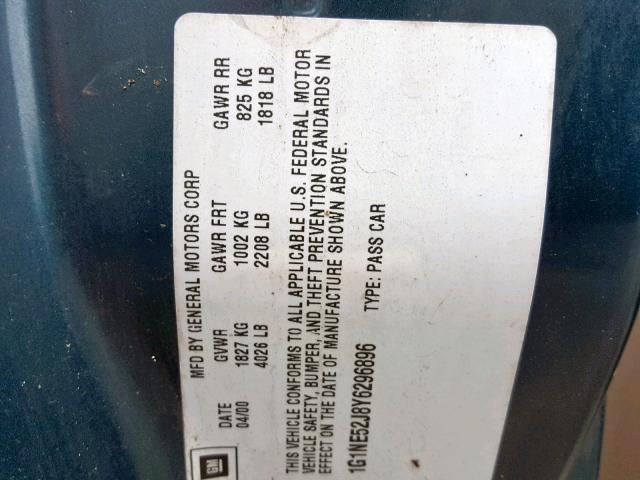 MFD BY GENERAL MOTORS CORP
DATE GVWR GAWR FRT GAWR RR
04/00 1827 KG 1002 KG 825 KG
4026 LB 2208 LB 1818 LB
THIS VEHICLE CONFORMS TO ALL APPLICABLE U.S. FEDERAL MOTOR
VEHICLE SAFETY, BUMPER, AND THEFT PREVENTION STANDARDS IN
EFFECT ON THE DATE OF MANUFACTURE SHOWN ABOVE.
1G1NE52J8Y6296896 TYPE: PASS CAR
GM